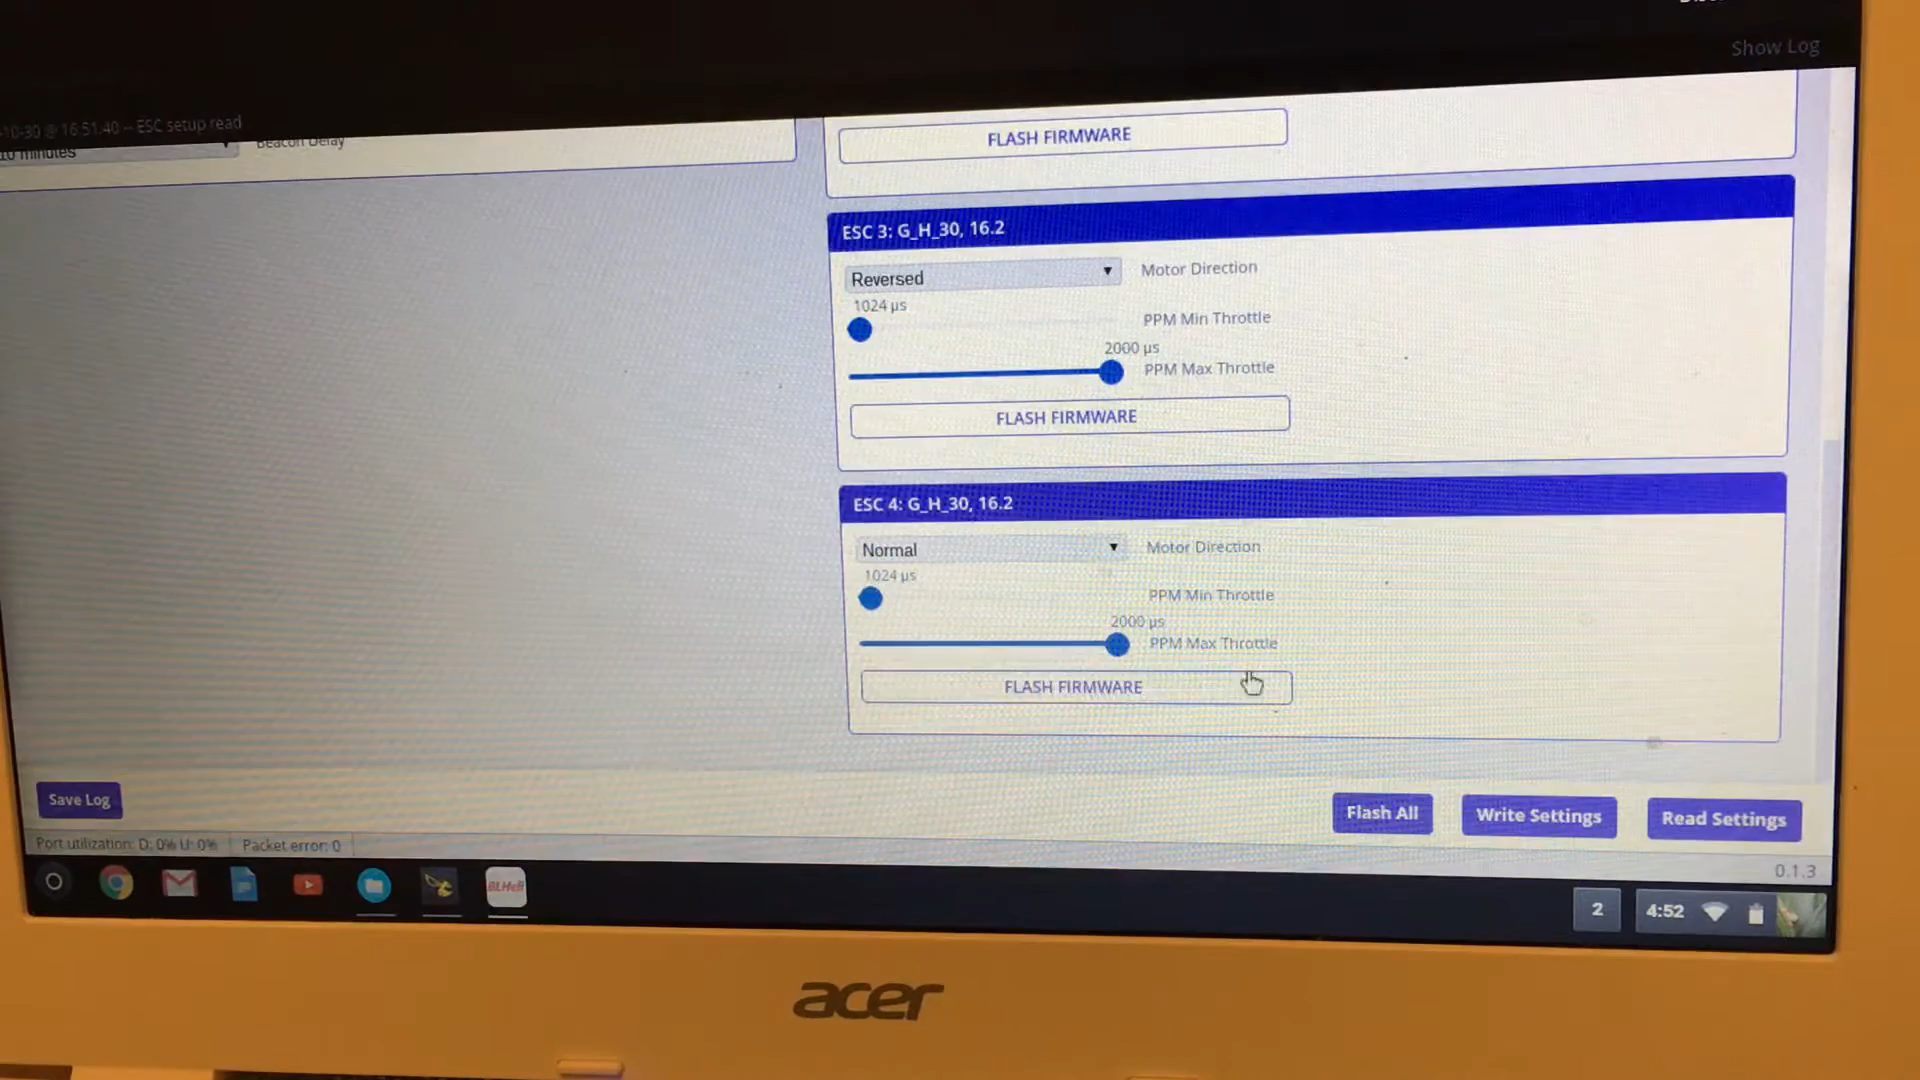 Show Log
-10-30 @ 16:51:40 -- ESC setup read
10 minutes
Beacon Delay
FLASH FIRMWARE
ESC 3: G_H_30, 16.2
Reversed
Motor Direction
1024 µs
PPM Min Throttle
2000 µs
PPM Max Throttle
FLASH FIRMWARE
ESC 4: G_H_30, 16.2
Normal
Motor Direction
1024 µs
PPM Min Throttle
2000 µs
PPM Max Throttle
FLASH FIRMWARE
Save Log
Flash All
Write Settings
Read Settings
Port utilization: D: 0% U: 0%
Packet error: 0
0.1.3
BLHeli
2
4:52
acer